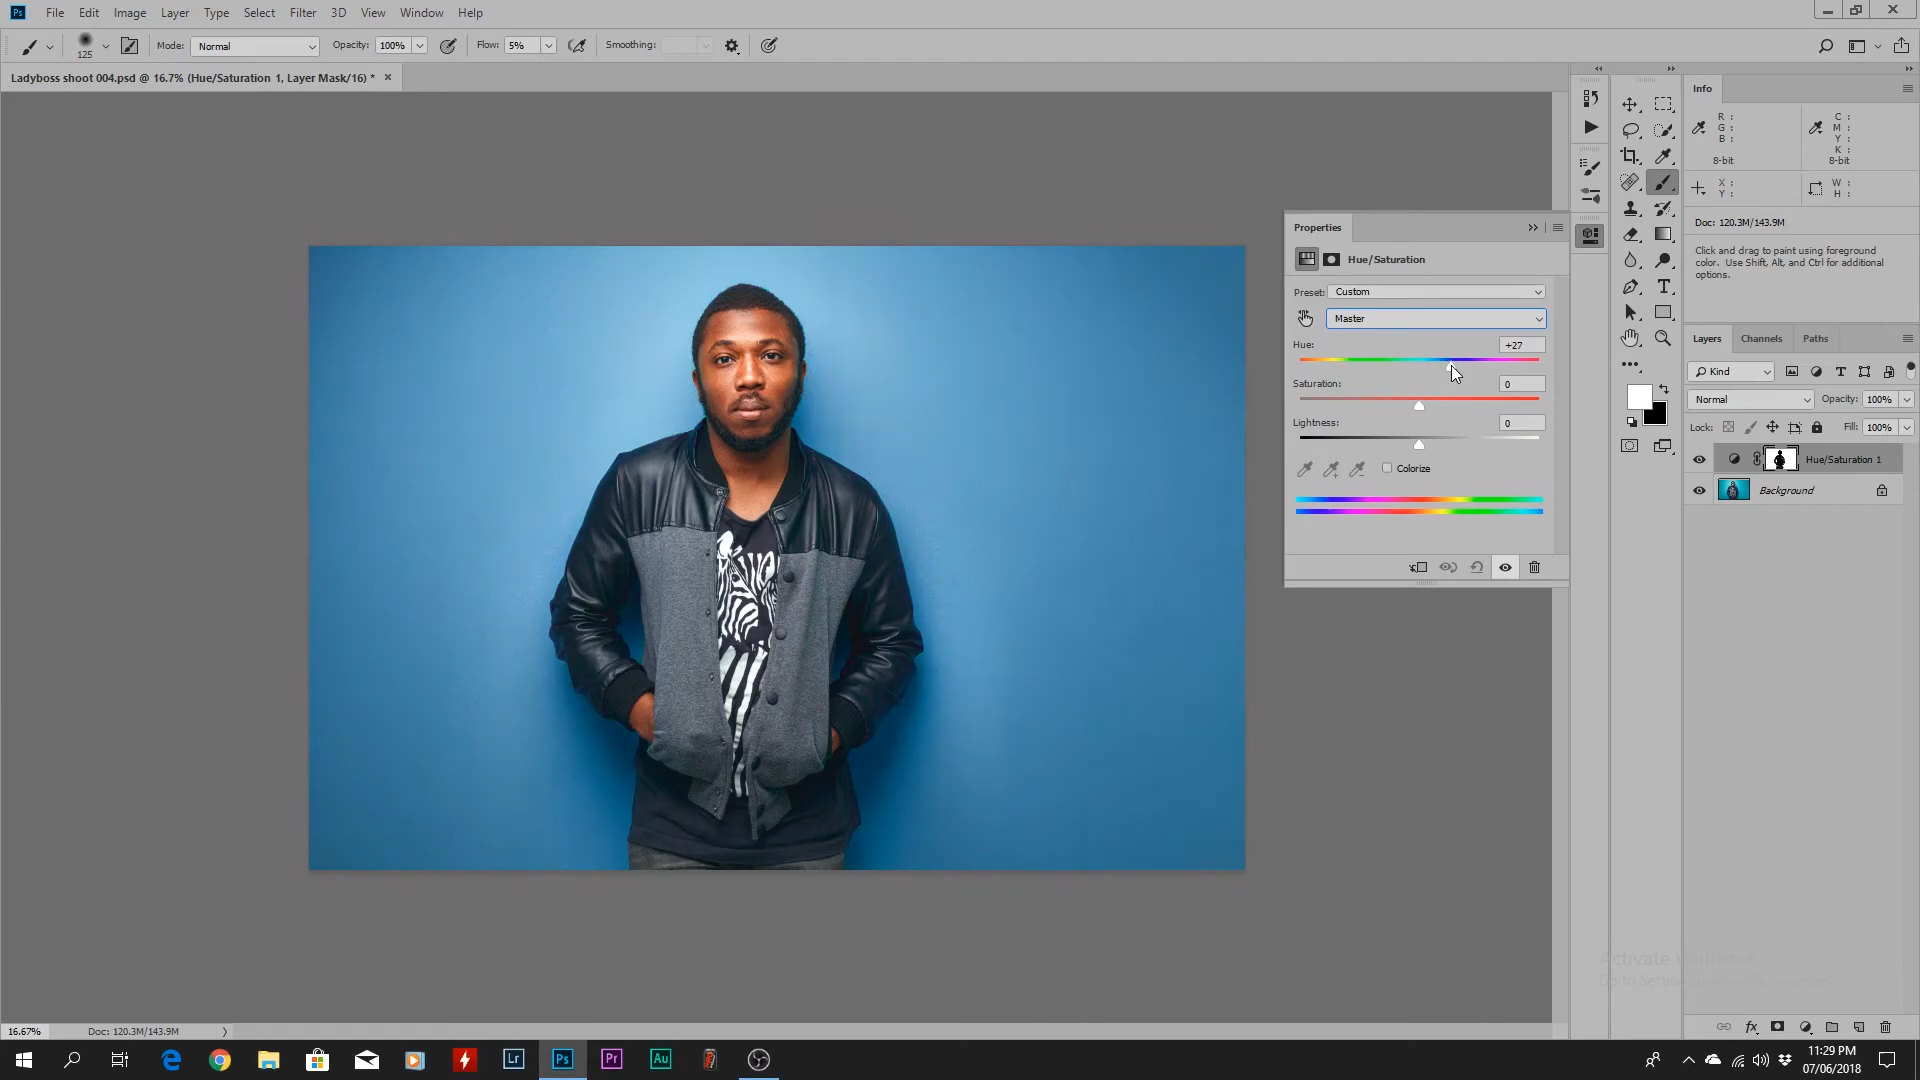 Ps File Edit Image Layer Type Select Filter 3D View Window Help
125 Mode: Normal Opacity: 100% Flow: 5% Smoothing:
Ladyboss shoot 004.psd @ 16.7% (Hue/Saturation 1, Layer Mask/16) *
Info
R : C :
G : M :
B : Y :
K :
8-bit 8-bit
X : W :
Y : H :
Doc: 120.3M/143.9M
Click and drag to paint using foreground
color. Use Shift, Alt, and Ctrl for additional
options.
Properties
Hue/Saturation
Preset: Custom
Master
Hue: +27
Saturation: 0
Lightness: 0
Colorize
Layers Channels Paths
Kind
Normal Opacity: 100%
Lock: Fill: 100%
Hue/Saturation 1
Background
16.67% Doc: 120.3M/143.9M
Lr Ps Pr Au
11:29 PM
07/06/2018